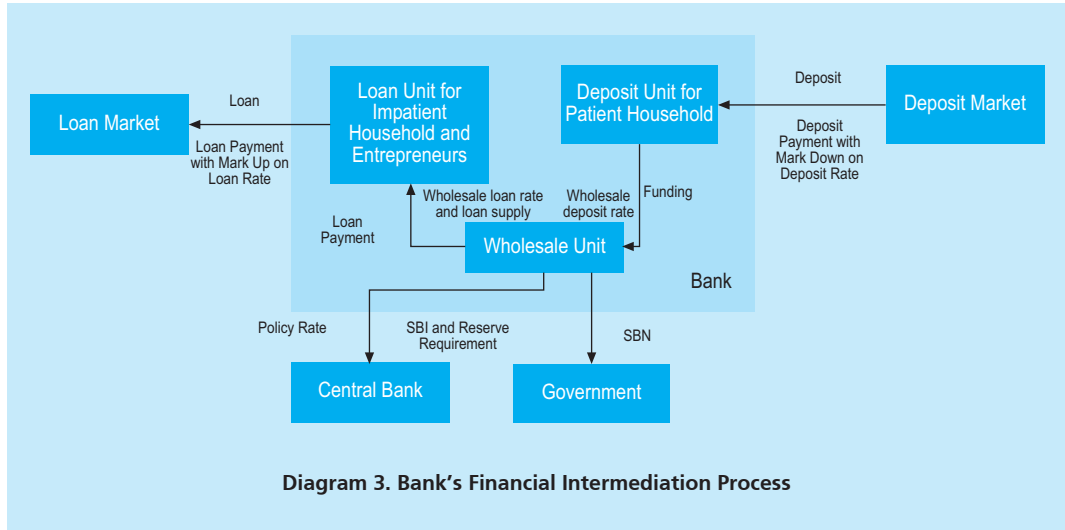 Loan Market
Loan
Loan Payment
with Mark Up on
Loan Rate
Loan Unit for
Impatient
Household and
Entrepreneurs
Deposit Unit for
Patient Household
Deposit
Deposit
Payment with
Mark Down on
Deposit Rate
Deposit Market
Loan
Payment
Wholesale loan rate
and loan supply
Wholesale
deposit rate
Funding
Wholesale Unit
Bank
Policy Rate
SBI and Reserve
Requirement
SBN
Central Bank
Government
Diagram 3. Bank’s Financial Intermediation Process